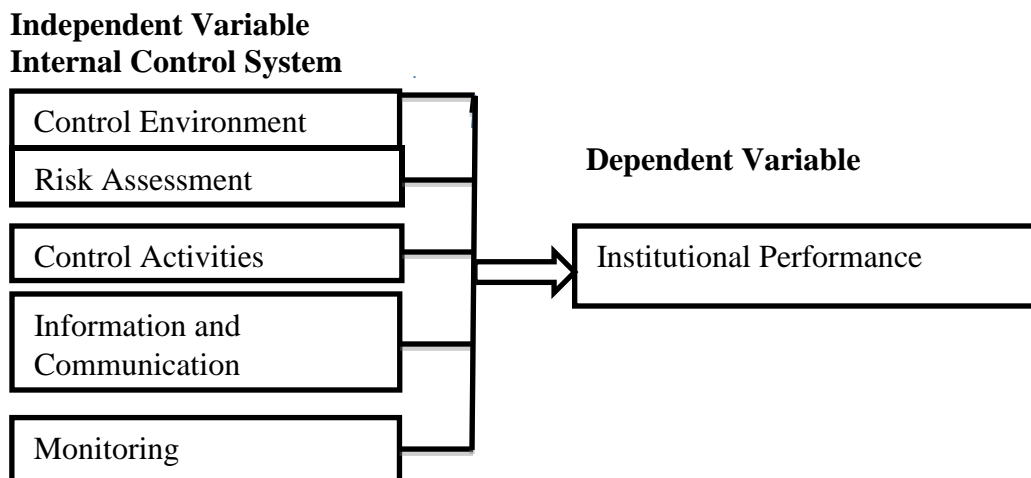 Independent Variable
Internal Control System
Control Environment
Risk Assessment
Control Activities
Information and
Communication
Monitoring
Dependent Variable
Institutional Performance